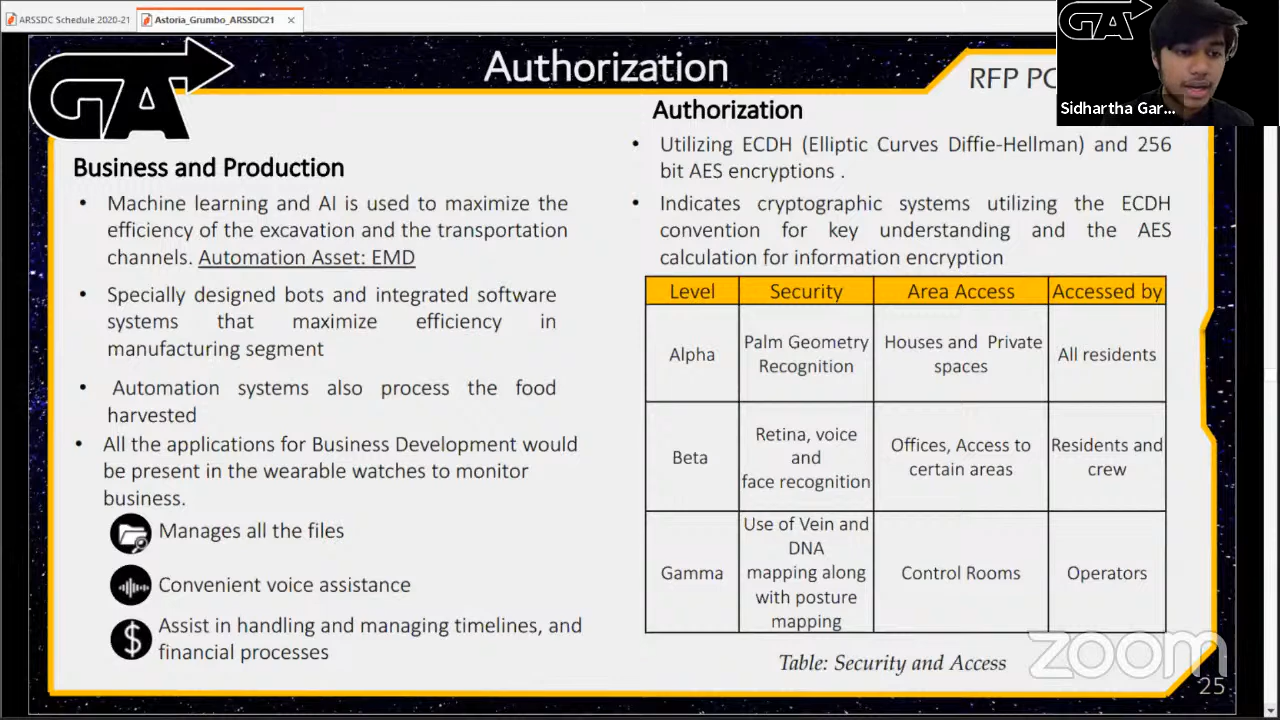 ARSSDC Schedule 2020-21
Astoria_Grumbo_ARSSDC21
GA
Authorization
RFP PO
GA
Sidhartha Gar...
Business and Production
• Machine learning and AI is used to maximize the
efficiency of the excavation and the transportation
channels. Automation Asset: EMD
• Specially designed bots and integrated software
systems that maximize efficiency in
manufacturing segment
• Automation systems also process the food
harvested
• All the applications for Business Development would
be present in the wearable watches to monitor
business.
Manages all the files
Convenient voice assistance
$
Assist in handling and managing timelines, and
financial processes
Authorization
• Utilizing ECDH (Elliptic Curves Diffie-Hellman) and 256
bit AES encryptions .
• Indicates cryptographic systems utilizing the ECDH
convention for key understanding and the AES
calculation for information encryption
Level Security Area Access Accessed by
Alpha
Palm Geometry
Recognition
Houses and Private
spaces
All residents
Beta
Retina, voice
and
face recognition
Offices, Access to
certain areas
Residents and
crew
Gamma
Use of Vein and
DNA
mapping along
with posture
mapping
Control Rooms
Operators
Table: Security and Access
zoom
25